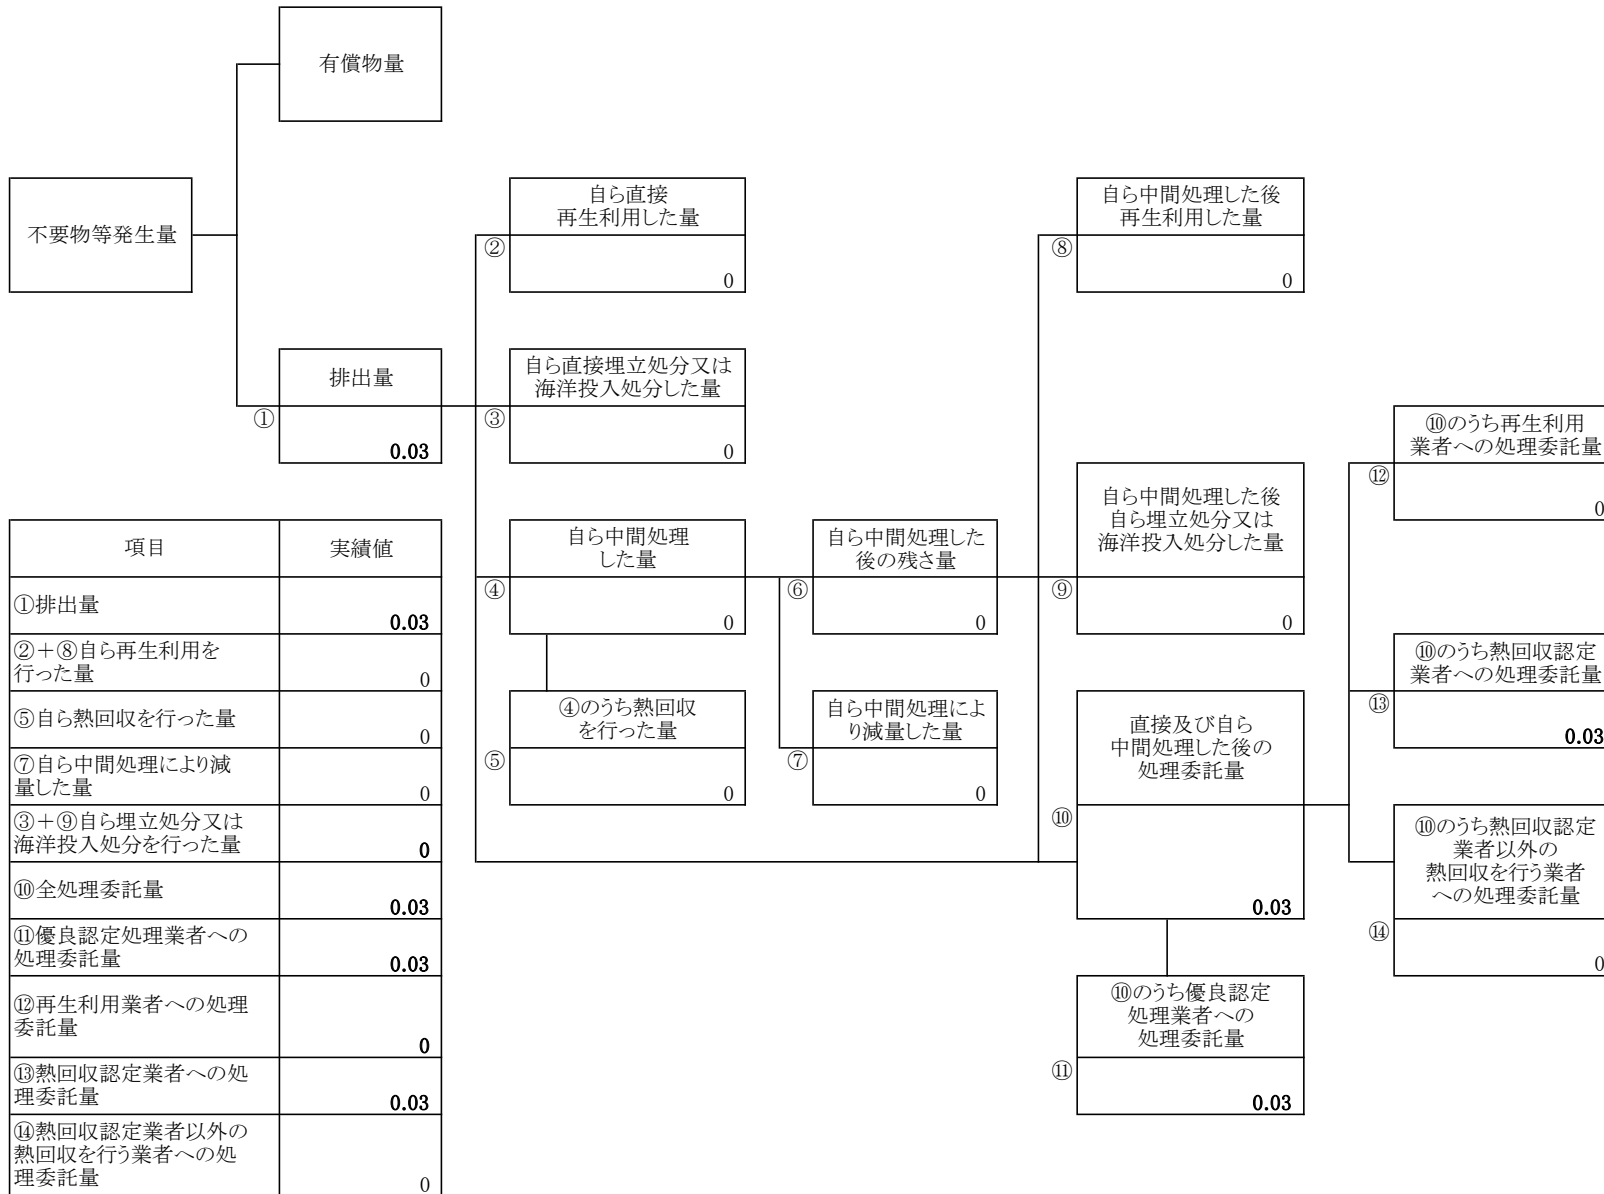 有償物量
不要物等発生量
自ら直接
再生利用した量
②
0
自ら中間処理した後
再生利用した量
⑧
0
排出量
①
0.03
自ら直接埋立処分又は
海洋投入処分した量
③
0
⑩のうち再生利用
業者への処理委託量
⑫
0
自ら中間処理
した量
④
0
自ら中間処理した
後の残さ量
⑥
0
自ら中間処理した後
自ら埋立処分又は
海洋投入処分した量
⑨
0
⑩のうち熱回収認定
業者への処理委託量
⑬
0.03
④のうち熱回収
を行った量
⑤
0
自ら中間処理によ
り減量した量
⑦
0
直接及び自ら
中間処理した後の
処理委託量
⑩
0.03
⑩のうち熱回収認定
業者以外の
熱回収を行う業者
への処理委託量
⑭
0
⑩のうち優良認定
処理業者への
処理委託量
⑪
0.03
項目 実績値
①排出量
0.03
②+⑧自ら再生利用を
行った量 0
⑤自ら熱回収を行った量
0
⑦自ら中間処理により減
量した量 0
③+⑨自ら埋立処分又は
海洋投入処分を行った量 0
⑩全処理委託量
0.03
⑪優良認定処理業者への
処理委託量 0.03
⑫再生利用業者への処理
委託量
0
⑬熱回収認定業者への処
理委託量 0.03
⑭熱回収認定業者以外の
熱回収を行う業者への処
理委託量 0